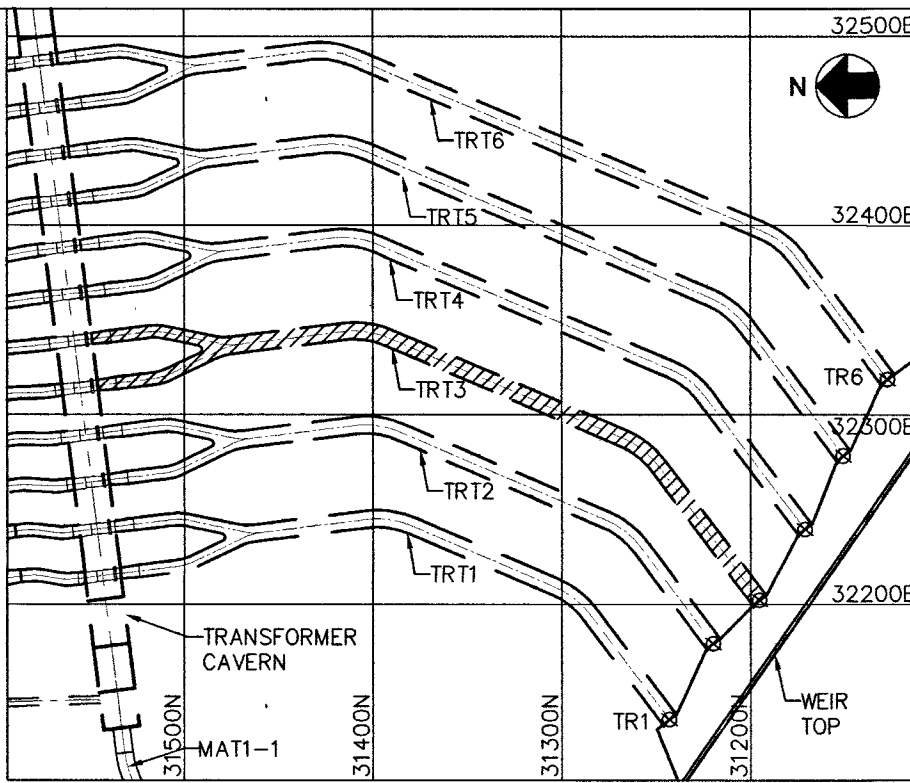 32500E
N
TRT6
TRT5
32400E
TRT4
TRT3
TR6
32300E
TRT2
TRT1
32200E
TRANSFORMER
CAVERN
31500N
31400N
31300N
31200N
TR1
WEIR
TOP
MAT1-1